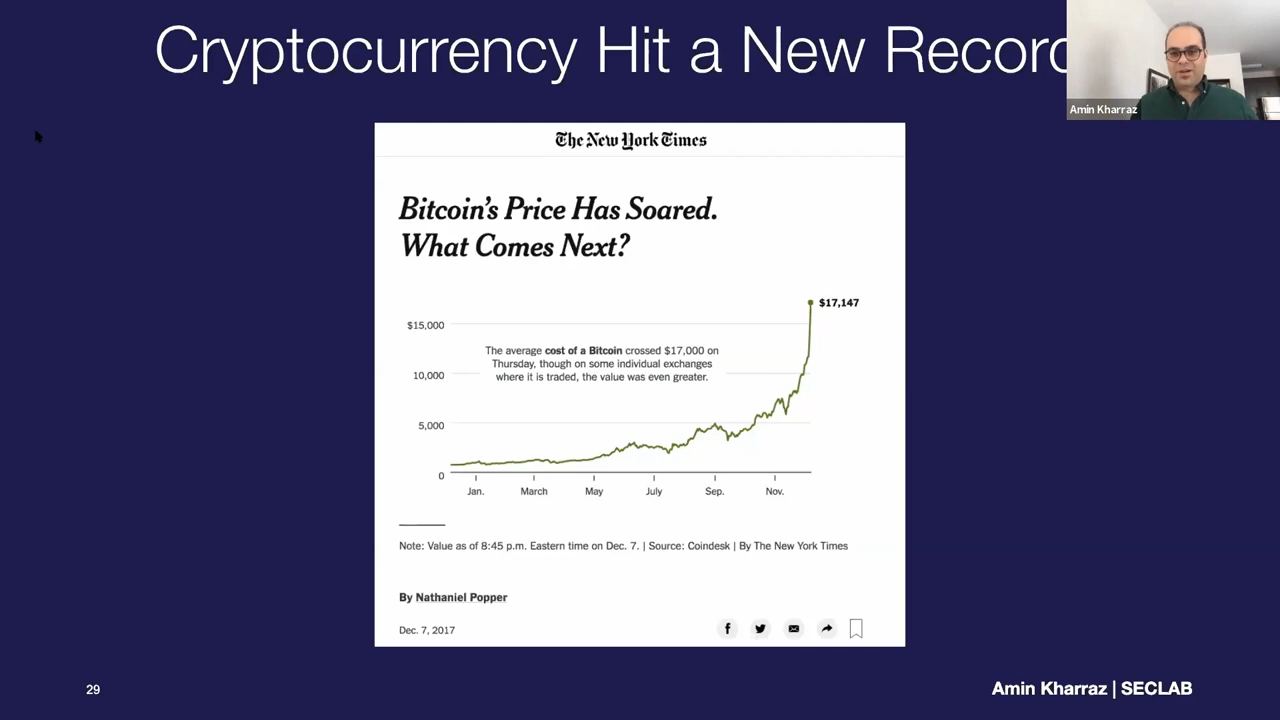 Cryptocurrency Hit a New Record
Amin Kharraz
The New York Times
Bitcoin's Price Has Soared.
What Comes Next?
$17,147
$15,000
The average cost of a Bitcoin crossed $17,000 on
Thursday, though on some individual exchanges
where it is traded, the value was even greater.
10,000
5,000
0
Jan. March May July Sep. Nov.
Note: Value as of 8:45 p.m. Eastern time on Dec. 7. | Source: Coindesk | By The New York Times
By Nathaniel Popper
Dec. 7, 2017
29
Amin Kharraz | SECLAB